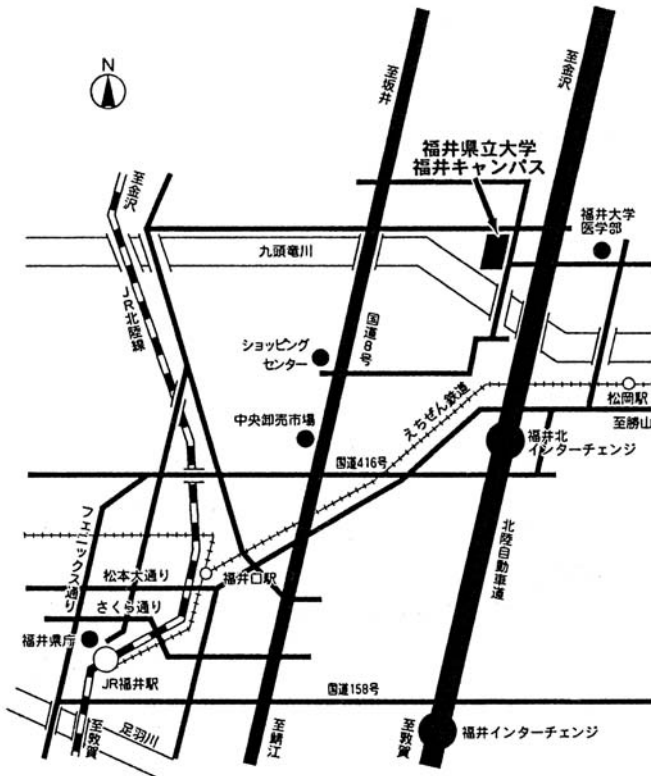 N
至坂井
至金沢
福井県立大学
福井キャンパス
至金沢
福井大学
医学部
九頭竜川
JR北陸線
国道8号
ショッピング
センター
えちぜん鉄道
松岡駅
至勝山
中央卸売市場
福井北
インターチェンジ
国道416号
フェニックス通り
北陸自動車道
松本大通り
福井口駅
さくら通り
福井県庁
JR福井駅
国道158号
至敦賀
足羽川
至鯖江
至敦賀
福井インターチェンジ